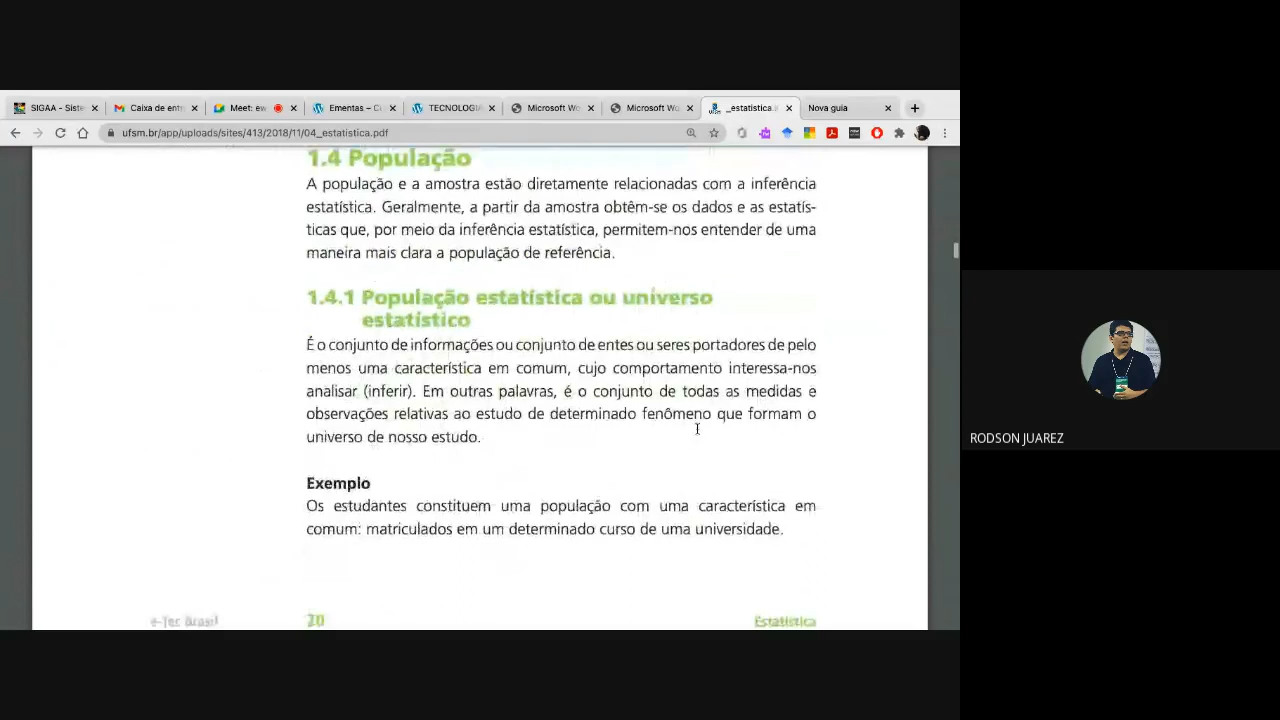 SIGAA - Siste
Caixa de entr
Meet: ew
Ementas – C
TECNOLOGI
Microsoft Wo
Microsoft Wo
_estatistica.
Nova guia
ufsm.br/app/uploads/sites/413/2018/11/04_estatistica.pdf
1.4 População
A população e a amostra estão diretamente relacionadas com a inferência
estatística. Geralmente, a partir da amostra obtêm-se os dados e as estatís-
ticas que, por meio da inferência estatística, permitem-nos entender de uma
maneira mais clara a população de referência.
1.4.1 População estatística ou universo
estatístico
É o conjunto de informações ou conjunto de entes ou seres portadores de pelo
menos uma característica em comum, cujo comportamento interessa-nos
analisar (inferir). Em outras palavras, é o conjunto de todas as medidas e
observações relativas ao estudo de determinado fenômeno que formam o
universo de nosso estudo.
Exemplo
Os estudantes constituem uma população com uma característica em
comum: matriculados em um determinado curso de uma universidade.
e-Tec Brasil
20
Estatística
RODSON JUAREZ